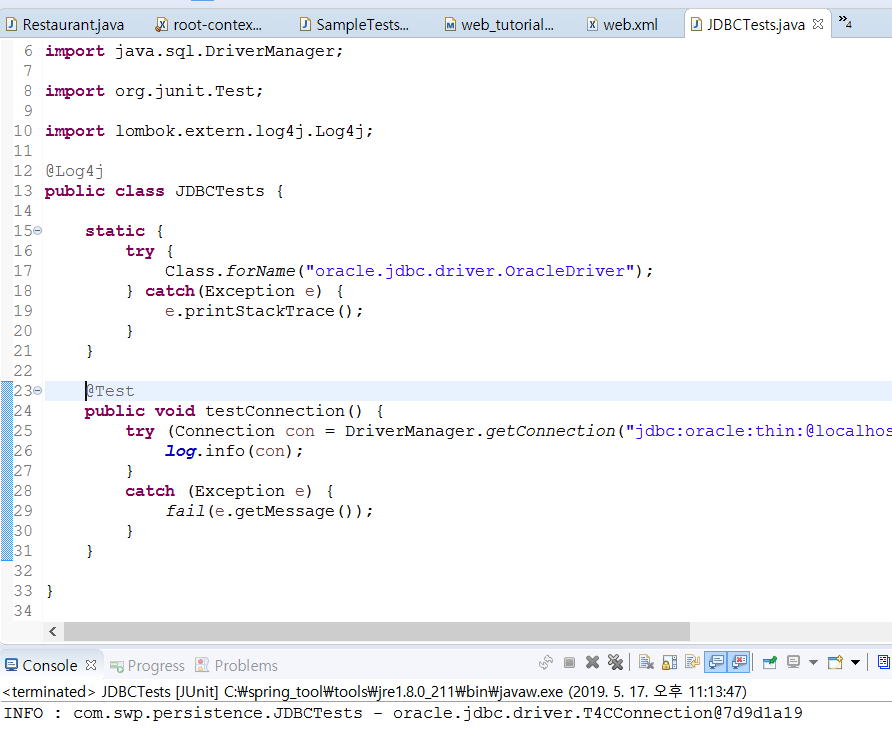 Restaurant.java root-contex... SampleTests... web_tutorial... web.xml JDBCTests.java »4
6 import java.sql.DriverManager;
7
8 import org.junit.Test;
9
10 import lombok.extern.log4j.Log4j;
11
12 @Log4j
13 public class JDBCTests {
14
15 static {
16 try {
17 Class.forName("oracle.jdbc.driver.OracleDriver");
18 } catch(Exception e) {
19 e.printStackTrace();
20 }
21 }
22
23 @Test
24 public void testConnection() {
25 try (Connection con = DriverManager.getConnection("jdbc:oracle:thin:@localhos
26 log.info(con);
27 }
28 catch (Exception e) {
29 fail(e.getMessage());
30 }
31 }
32
33 }
34
Console Progress Problems
<terminated> JDBCTests [JUnit] C:₩spring_tool₩tools₩jre1.8.0_211₩bin₩javaw.exe (2019. 5. 17. 오후 11:13:47)
INFO : com.swp.persistence.JDBCTests - oracle.jdbc.driver.T4CConnection@7d9d1a19